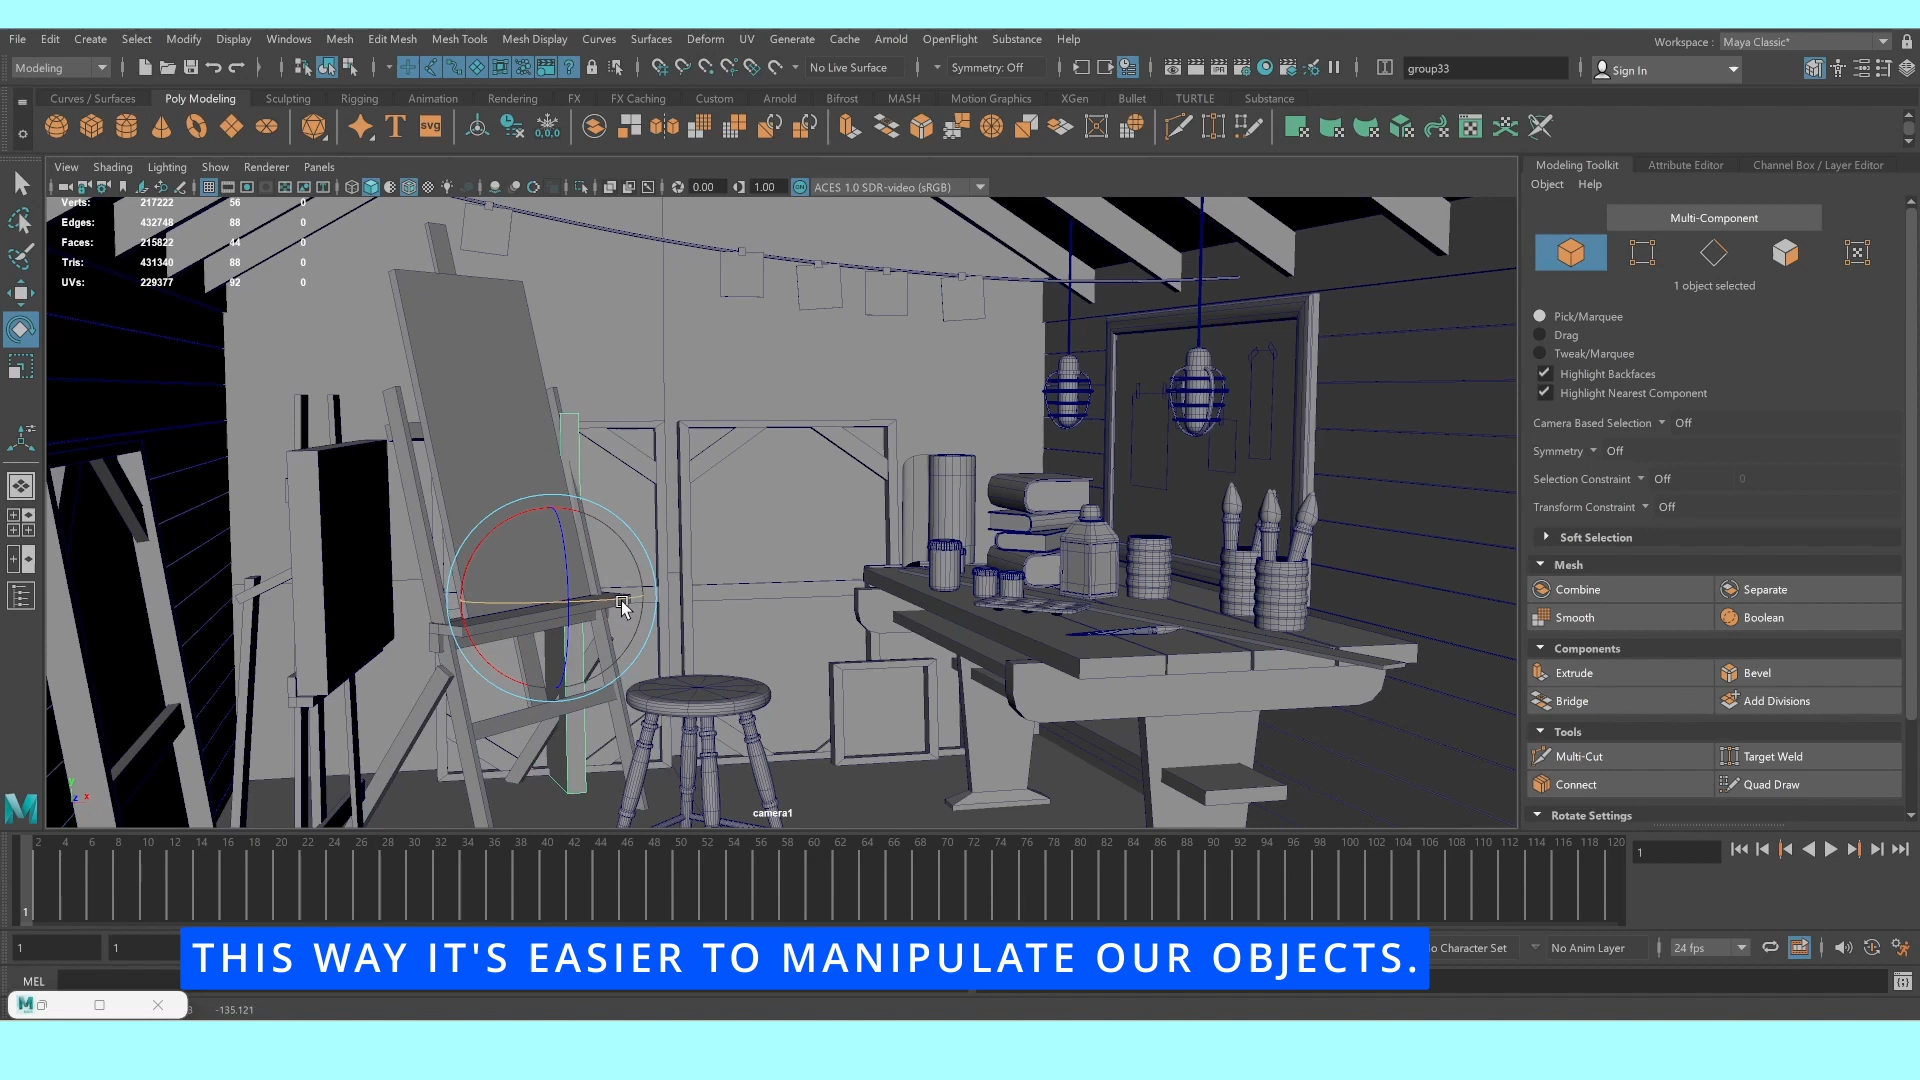 File Edit Create Select Modify Display Windows Mesh Edit Mesh Mesh Tools Mesh Display Curves Surfaces Deform UV Generate Cache Arnold OpenFlight Substance Help
Workspace : Maya Classic*
Modeling
No Live Surface
Symmetry: Off
group33
Sign In
Curves / Surfaces Poly Modeling Sculpting Rigging Animation Rendering FX FX Caching Custom Arnold Bifrost MASH Motion Graphics XGen Bullet TURTLE Substance
svg
0,0,0
View Shading Lighting Show Renderer Panels
0.00 1.00 ACES 1.0 SDR-video (sRGB)
Verts: 217222 56 0
Edges: 432748 88 0
Faces: 215822 44 0
Tris: 431340 88 0
UVs: 229377 92 0
camera1
Modeling Toolkit Attribute Editor Channel Box / Layer Editor
Object Help
Multi-Component
1 object selected
Pick/Marquee
Drag
Tweak/Marquee
Highlight Backfaces
Highlight Nearest Component
Camera Based Selection Off
Symmetry Off
Selection Constraint Off 0
Transform Constraint Off
Soft Selection
Mesh
Combine Separate
Smooth Boolean
Components
Extrude Bevel
Bridge Add Divisions
Tools
Multi-Cut Target Weld
Connect Quad Draw
Rotate Settings
2 4 6 8 10 12 14 16 18 20 22 24 26 28 30 32 34 36 38 40 42 44 46 48 50 52 54 56 58 60 62 64 66 68 70 72 74 76 78 80 82 84 86 88 90 92 94 96 98 100 102 104 106 108 110 112 114 116 120
1
1
1 1
THIS WAY IT'S EASIER TO MANIPULATE OUR OBJECTS.
Character Set No Anim Layer 24 fps
MEL
-135.121